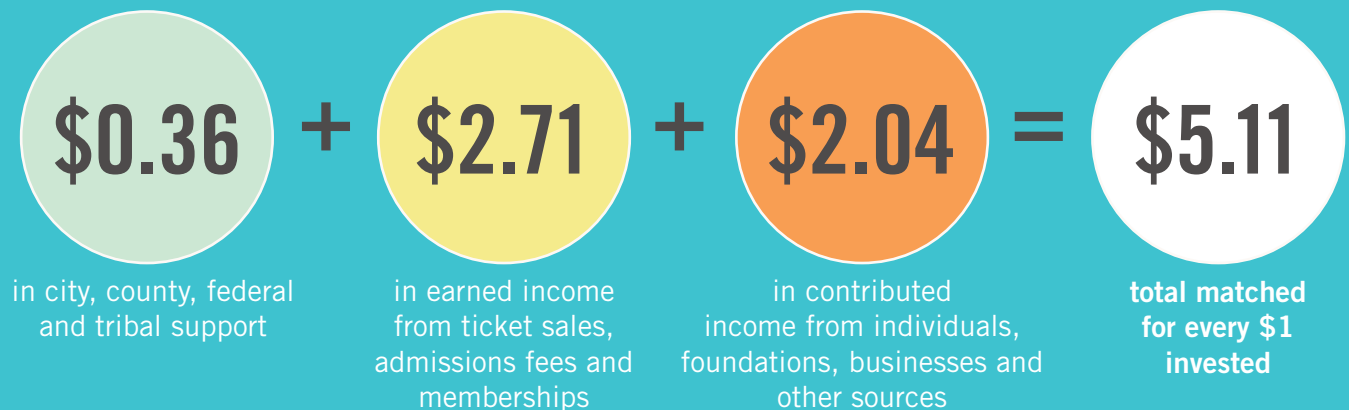 $0.36 + $2.71 + $2.04 = $5.11
in city, county, federal
and tribal support
in earned income
from ticket sales,
admissions fees and
memberships
in contributed
income from individuals,
foundations, businesses and
other sources
total matched
for every $1
invested